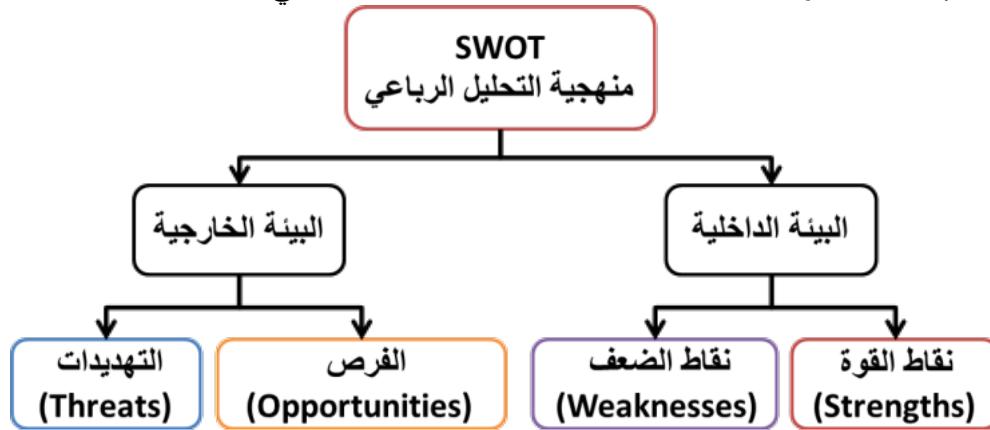 SWOT
منهجية التحليل الرباعي
البيئة الداخلية
البيئة الخارجية
نقاط القوة
(Strengths)
نقاط الضعف
(Weaknesses)
الفرص
(Opportunities)
التهديدات
(Threats)